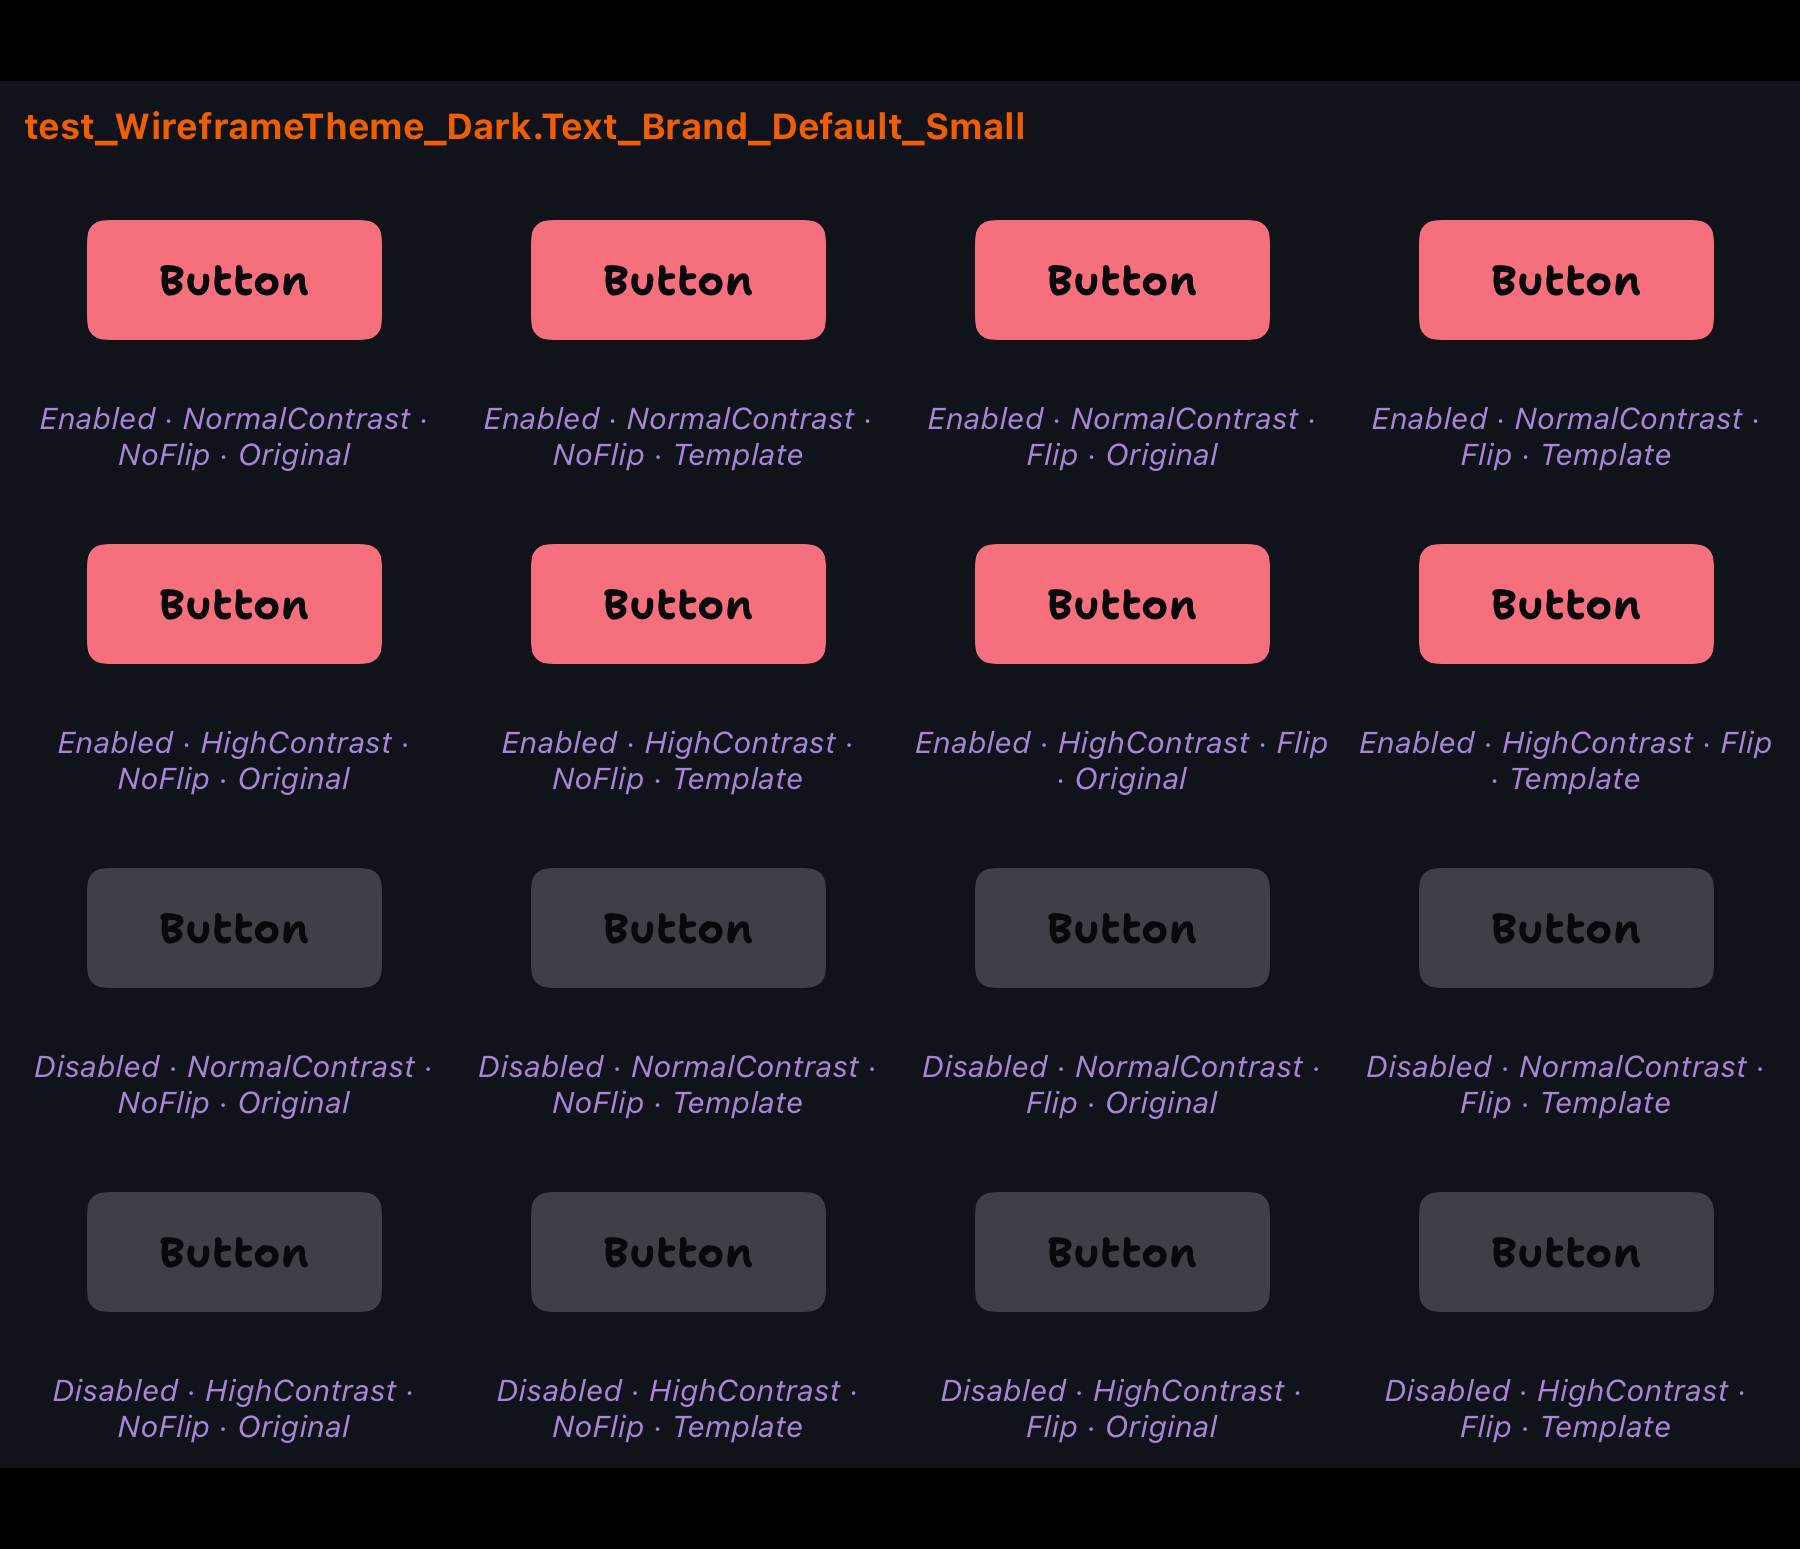 test_WireframeTheme_Dark.Text_Brand_Default_Small
Button Button Button Button
Enabled · NormalContrast ·
NoFlip · Original
Enabled · NormalContrast ·
NoFlip · Template
Enabled · NormalContrast ·
Flip · Original
Enabled · NormalContrast ·
Flip · Template
Button Button Button Button
Enabled · HighContrast ·
NoFlip · Original
Enabled · HighContrast ·
NoFlip · Template
Enabled · HighContrast · Flip
· Original
Enabled · HighContrast · Flip
· Template
Button Button Button Button
Disabled · NormalContrast ·
NoFlip · Original
Disabled · NormalContrast ·
NoFlip · Template
Disabled · NormalContrast ·
Flip · Original
Disabled · NormalContrast ·
Flip · Template
Button Button Button Button
Disabled · HighContrast ·
NoFlip · Original
Disabled · HighContrast ·
NoFlip · Template
Disabled · HighContrast ·
Flip · Original
Disabled · HighContrast ·
Flip · Template